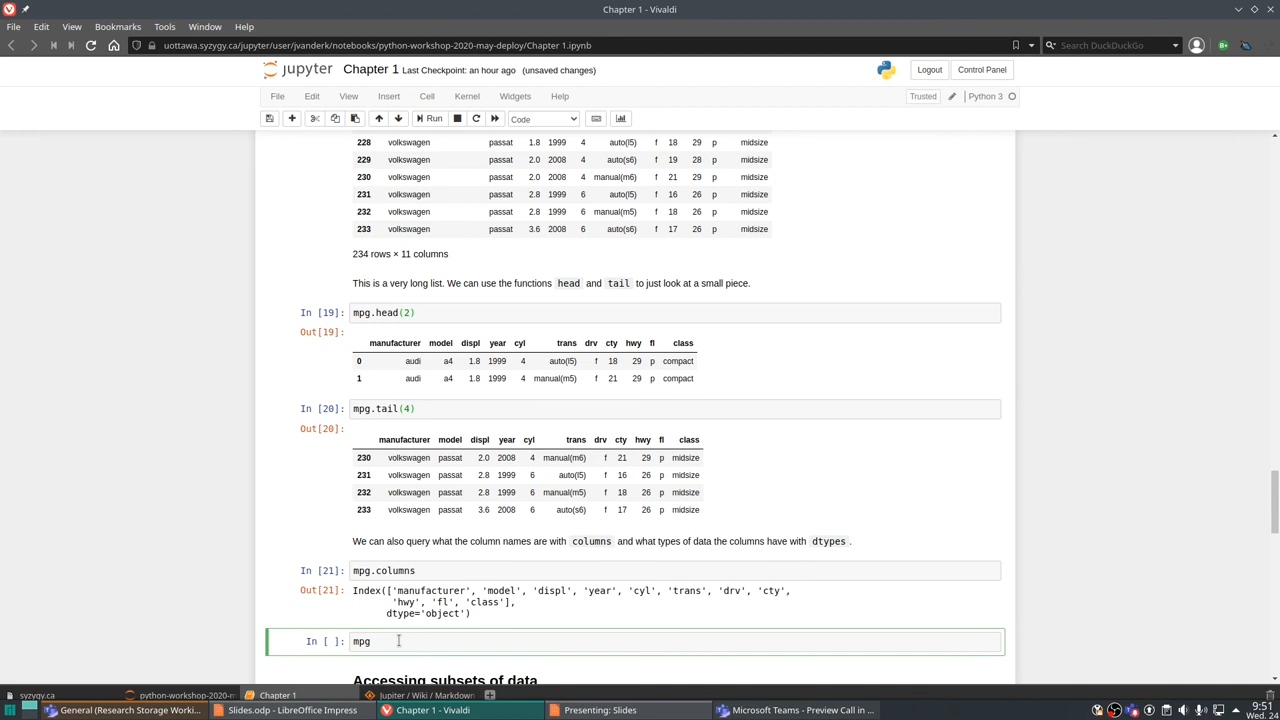 Chapter 1 - Vivaldi
File Edit View Bookmarks Tools Window Help
uottawa.syzygy.ca/jupyter/user/jvanderk/notebooks/python-workshop-2020-may-deploy/Chapter 1.ipynb
Search DuckDuckGo
jupyter Chapter 1 Last Checkpoint: an hour ago (unsaved changes)
Logout Control Panel
File Edit View Insert Cell Kernel Widgets Help
Trusted Python 3
Run Code
228 volkswagen passat 1.8 1999 4 auto(l5) f 18 29 p midsize
229 volkswagen passat 2.0 2008 4 auto(s6) f 19 28 p midsize
230 volkswagen passat 2.0 2008 4 manual(m6) f 21 29 p midsize
231 volkswagen passat 2.8 1999 6 auto(l5) f 16 26 p midsize
232 volkswagen passat 2.8 1999 6 manual(m5) f 18 26 p midsize
233 volkswagen passat 3.6 2008 6 auto(s6) f 17 26 p midsize
234 rows × 11 columns
This is a very long list. We can use the functions head and tail to just look at a small piece.
In [19]: mpg.head(2)
Out[19]:
manufacturer model displ year cyl trans drv cty hwy fl class
0 audi a4 1.8 1999 4 auto(l5) f 18 29 p compact
1 audi a4 1.8 1999 4 manual(m5) f 21 29 p compact
In [20]: mpg.tail(4)
Out[20]:
manufacturer model displ year cyl trans drv cty hwy fl class
230 volkswagen passat 2.0 2008 4 manual(m6) f 21 29 p midsize
231 volkswagen passat 2.8 1999 6 auto(l5) f 16 26 p midsize
232 volkswagen passat 2.8 1999 6 manual(m5) f 18 26 p midsize
233 volkswagen passat 3.6 2008 6 auto(s6) f 17 26 p midsize
We can also query what the column names are with columns and what types of data the columns have with dtypes.
In [21]: mpg.columns
Out[21]: Index(['manufacturer', 'model', 'displ', 'year', 'cyl', 'trans', 'drv', 'cty',
'hwy', 'fl', 'class'],
dtype='object')
In [ ]: mpg
Accessing subsets of data
syzygy.ca python-workshop-2020-m Chapter 1 Jupiter / Wiki / Markdown
General (Research Storage Worki... Slides.odp - LibreOffice Impress Chapter 1 - Vivaldi Presenting: Slides Microsoft Teams - Preview Call in ...
9:51
Wed. 24